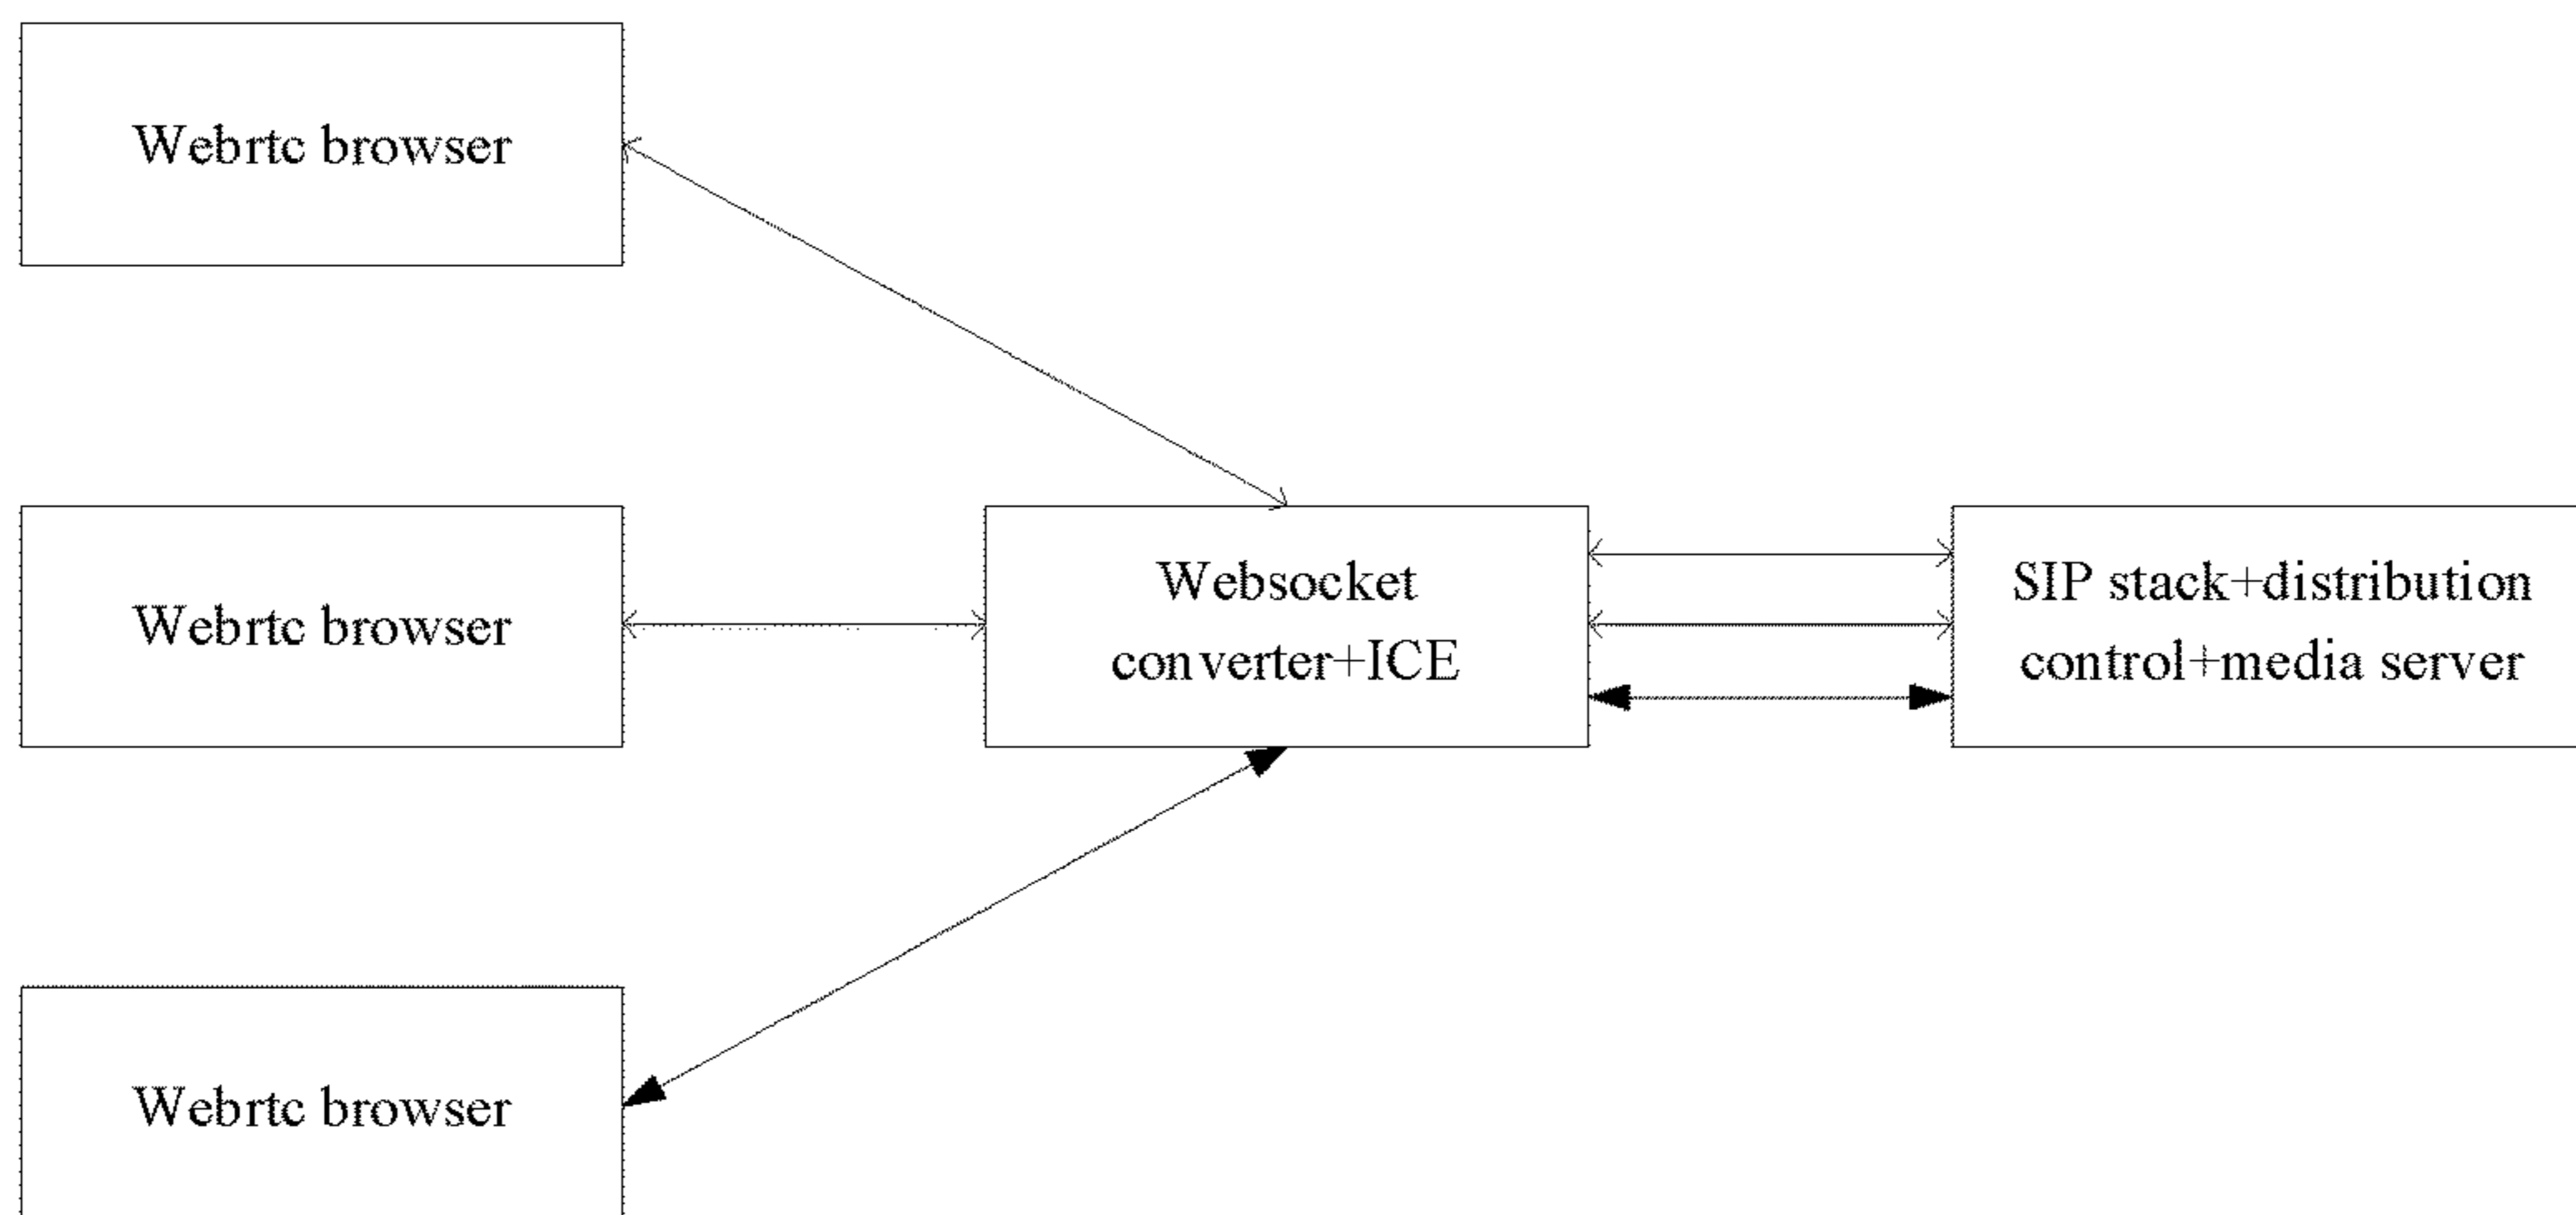 Webrtc browser
Webrtc browser
Websocket
converter+ICE
SIP stack+distribution
control+media server
Webrtc browser